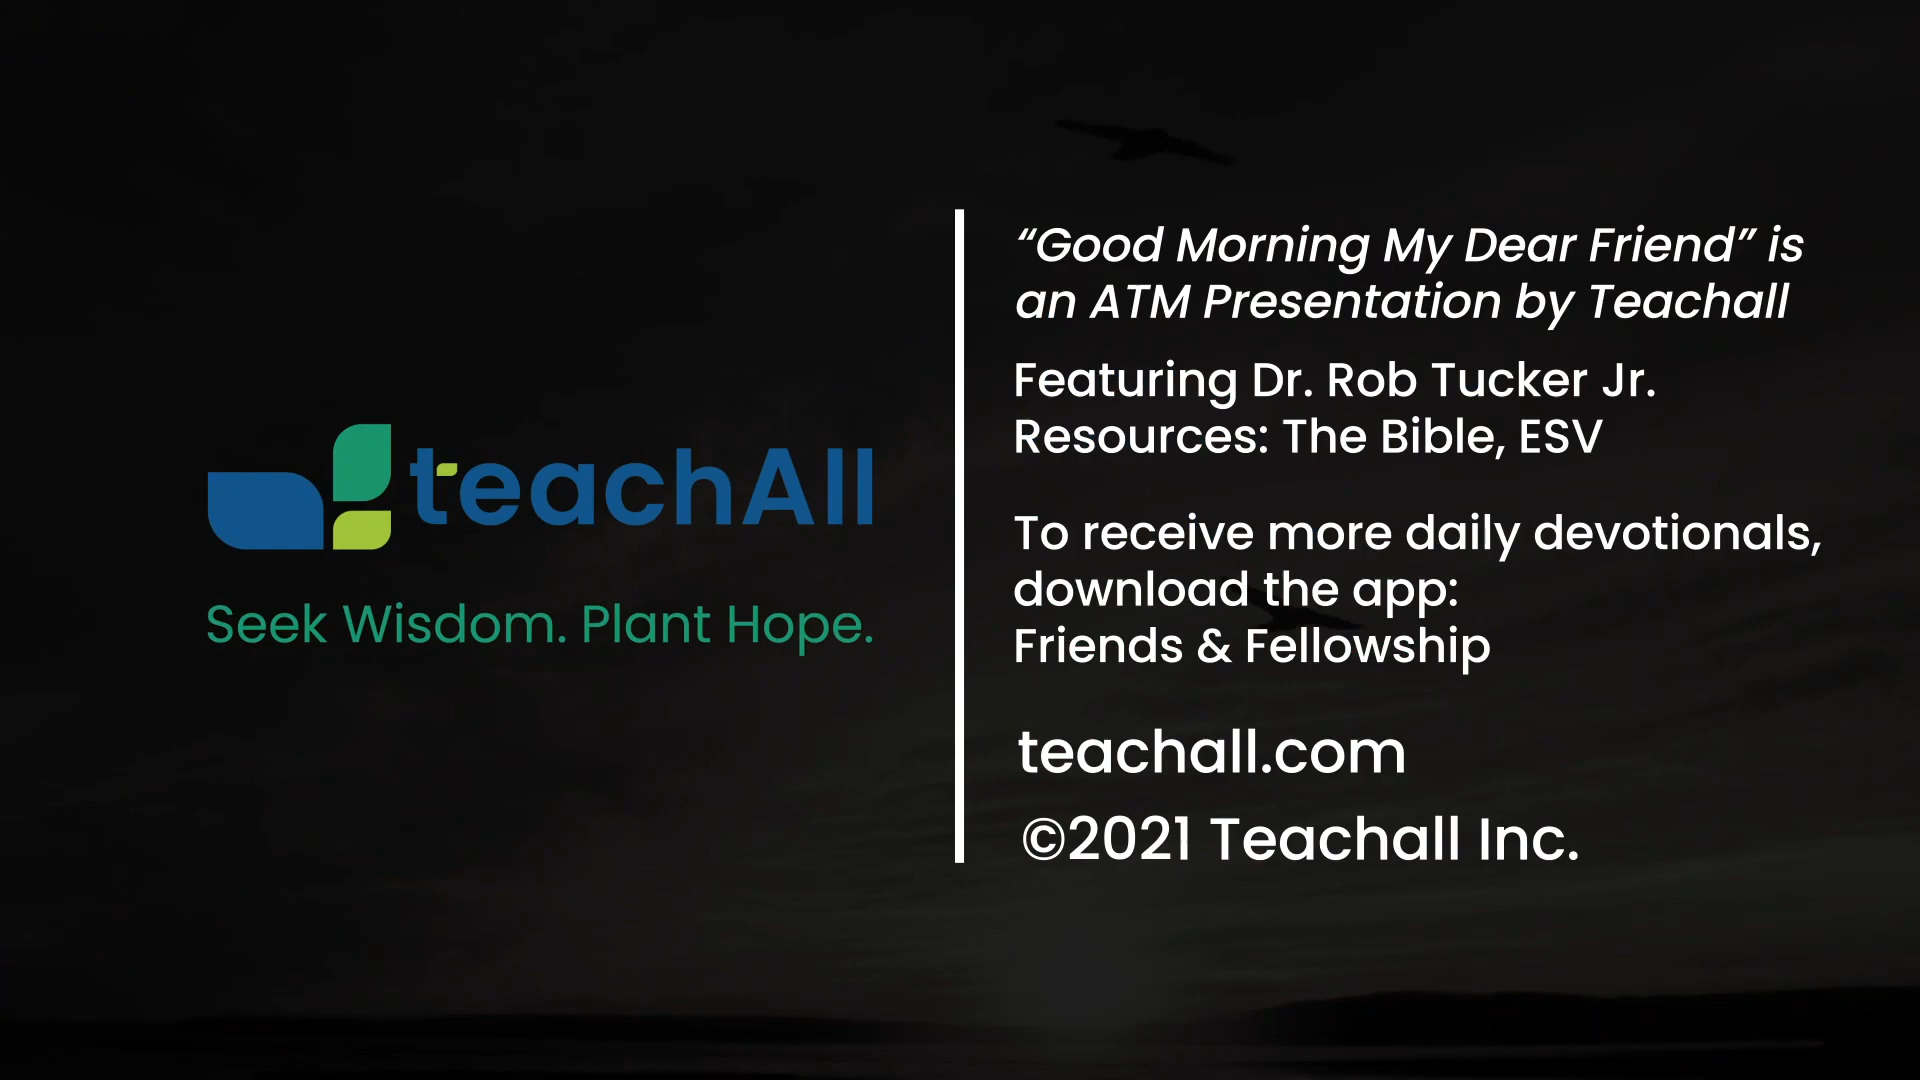 teachAll
Seek Wisdom. Plant Hope.
“Good Morning My Dear Friend” is
an ATM Presentation by Teachall
Featuring Dr. Rob Tucker Jr.
Resources: The Bible, ESV
To receive more daily devotionals,
download the app:
Friends & Fellowship
teachall.com
©2021 Teachall Inc.